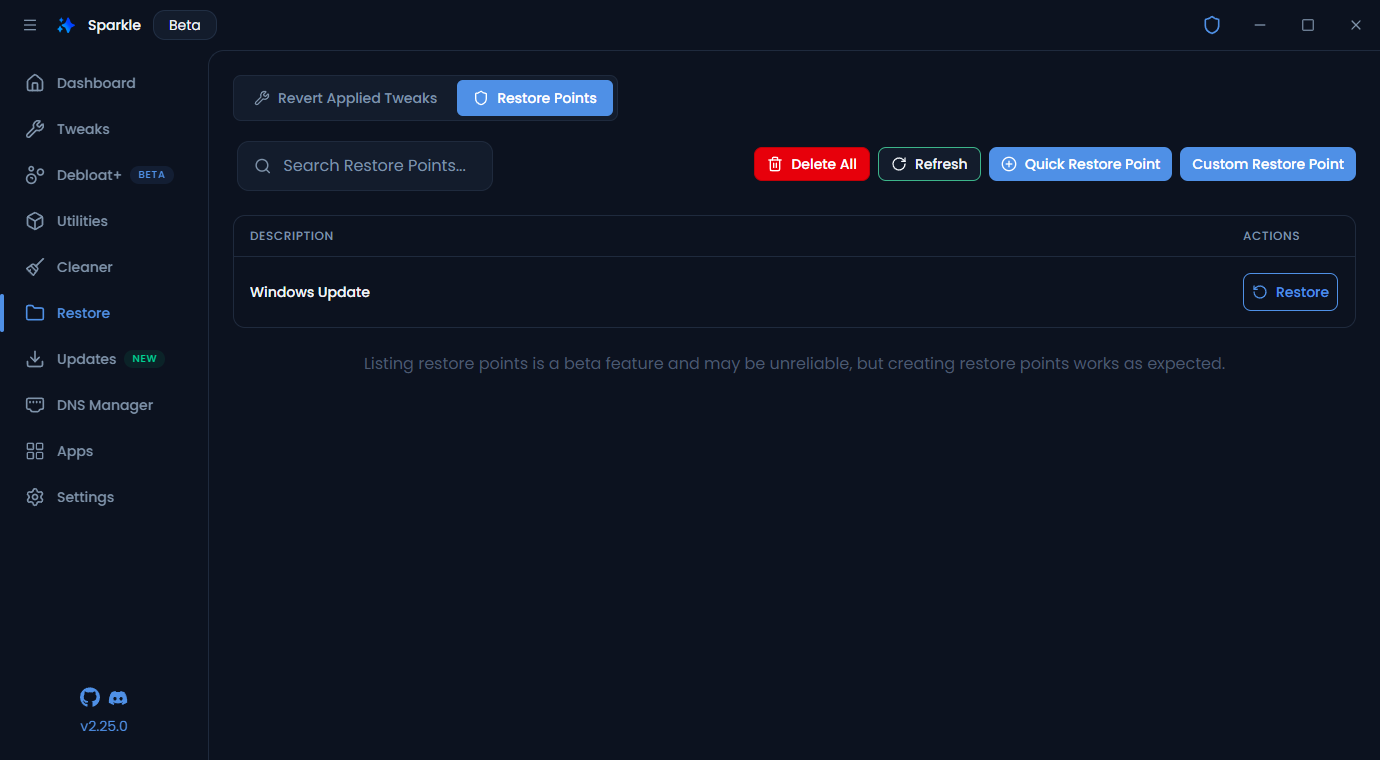 Sparkle Beta
Dashboard
Tweaks
Debloat+ BETA
Utilities
Cleaner
Restore
Updates NEW
DNS Manager
Apps
Settings
v2.25.0
Revert Applied Tweaks Restore Points
Search Restore Points... Delete All Refresh Quick Restore Point Custom Restore Point
DESCRIPTION ACTIONS
Windows Update Restore
Listing restore points is a beta feature and may be unreliable, but creating restore points works as expected.